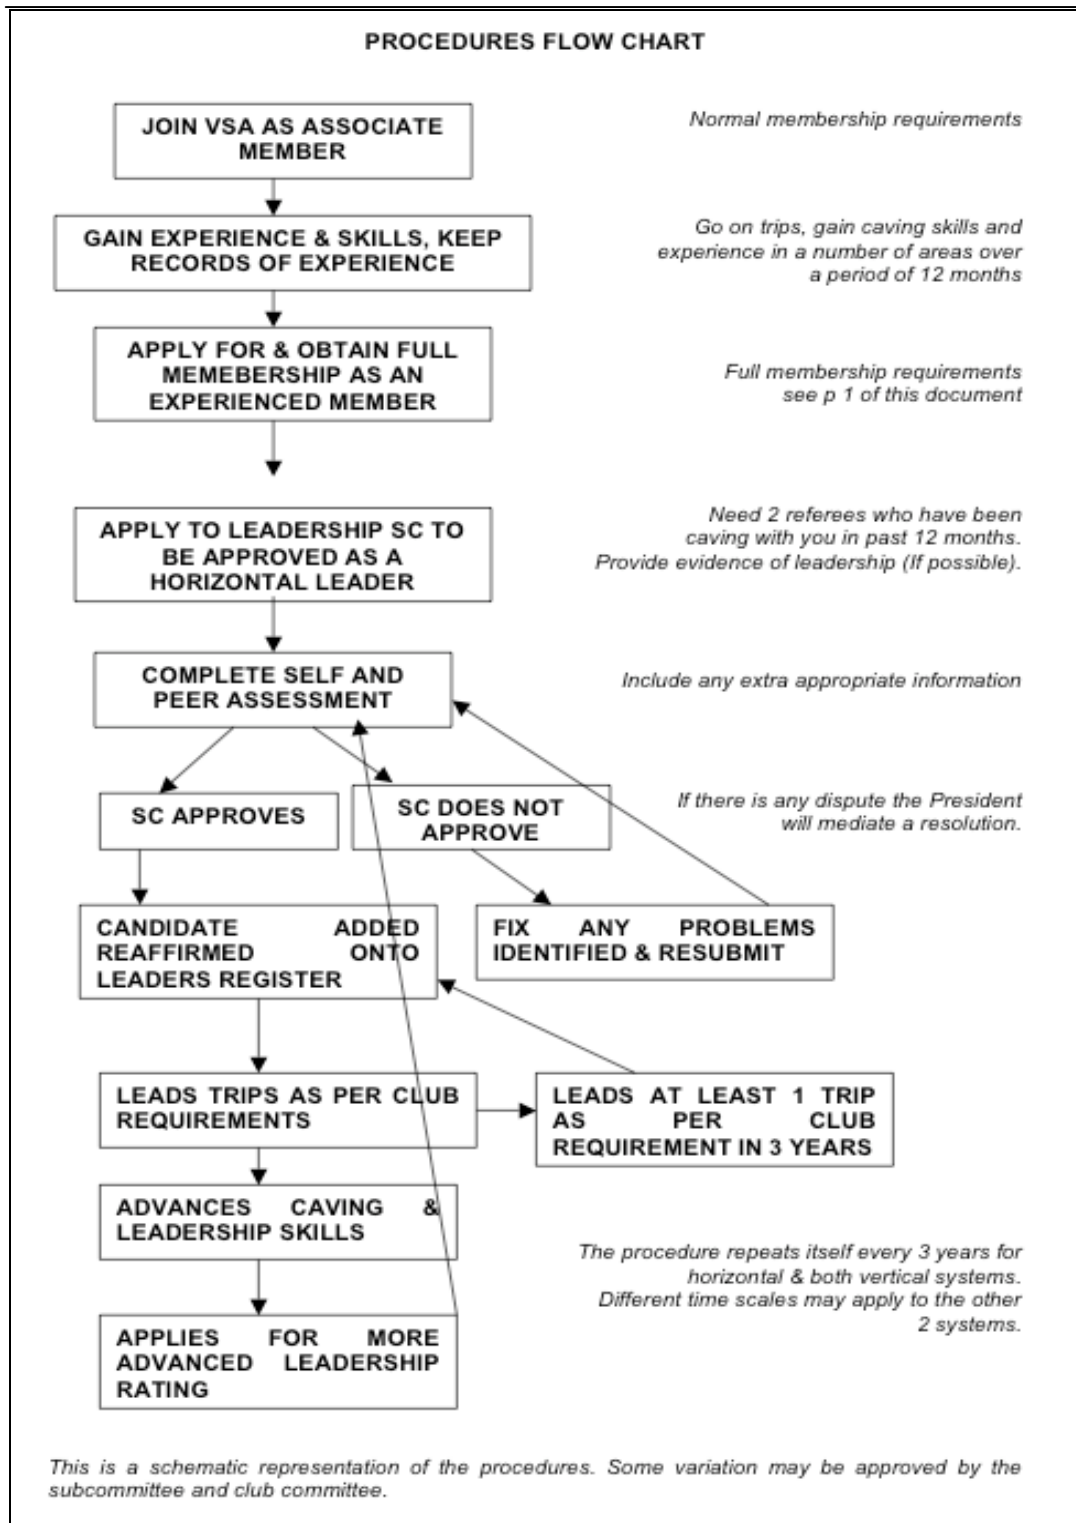 PROCEDURES FLOW CHART
JOIN VSA AS ASSOCIATE
MEMBER
Normal membership requirements
GAIN EXPERIENCE & SKILLS, KEEP
RECORDS OF EXPERIENCE
Go on trips, gain caving skills and
experience in a number of areas over
a period of 12 months
APPLY FOR & OBTAIN FULL
MEMEBERSHIP AS AN
EXPERIENCED MEMBER
Full membership requirements
see p 1 of this document
APPLY TO LEADERSHIP SC TO
BE APPROVED AS A
HORIZONTAL LEADER
Need 2 referees who have been
caving with you in past 12 months.
Provide evidence of leadership (If possible).
COMPLETE SELF AND
PEER ASSESSMENT
Include any extra appropriate information
SC APPROVES
SC DOES NOT
APPROVE
If there is any dispute the President
will mediate a resolution.
CANDIDATE ADDED
REAFFIRMED ONTO
LEADERS REGISTER
FIX ANY PROBLEMS
IDENTIFIED & RESUBMIT
LEADS TRIPS AS PER CLUB
REQUIREMENTS
LEADS AT LEAST 1 TRIP
AS PER CLUB
REQUIREMENT IN 3 YEARS
ADVANCES CAVING &
LEADERSHIP SKILLS
The procedure repeats itself every 3 years for
horizontal & both vertical systems.
Different time scales may apply to the other
2 systems.
APPLIES FOR MORE
ADVANCED LEADERSHIP
RATING
This is a schematic representation of the procedures. Some variation may be approved by the
subcommittee and club committee.